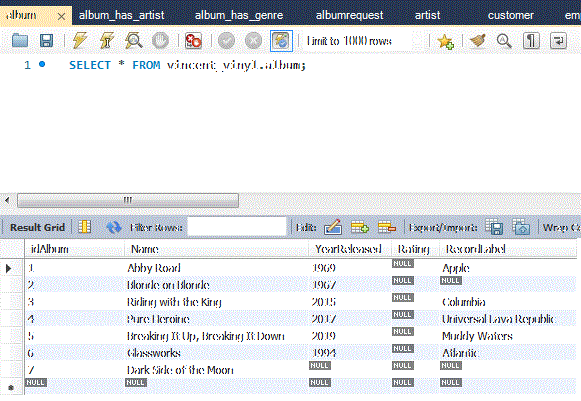 album × album_has_artist album_has_genre albumrequest artist customer em
Limit to 1000 rows
1 SELECT * FROM vincent_vinyl.album;
Result Grid Filter Rows: Edit: Export/Import: Wrap Ce
idAlbum Name YearReleased Rating RecordLabel
1 Abby Road 1969 NULL Apple
2 Blonde on Blonde 1967 NULL NULL
3 Riding with the King 2015 NULL Columbia
4 Pure Heroine 2017 NULL Universal Lava Republic
5 Breaking It Up, Breaking It Down 2019 NULL Muddy Waters
6 Glassworks 1994 NULL Atlantic
7 Dark Side of the Moon NULL NULL NULL
NULL NULL NULL NULL NULL